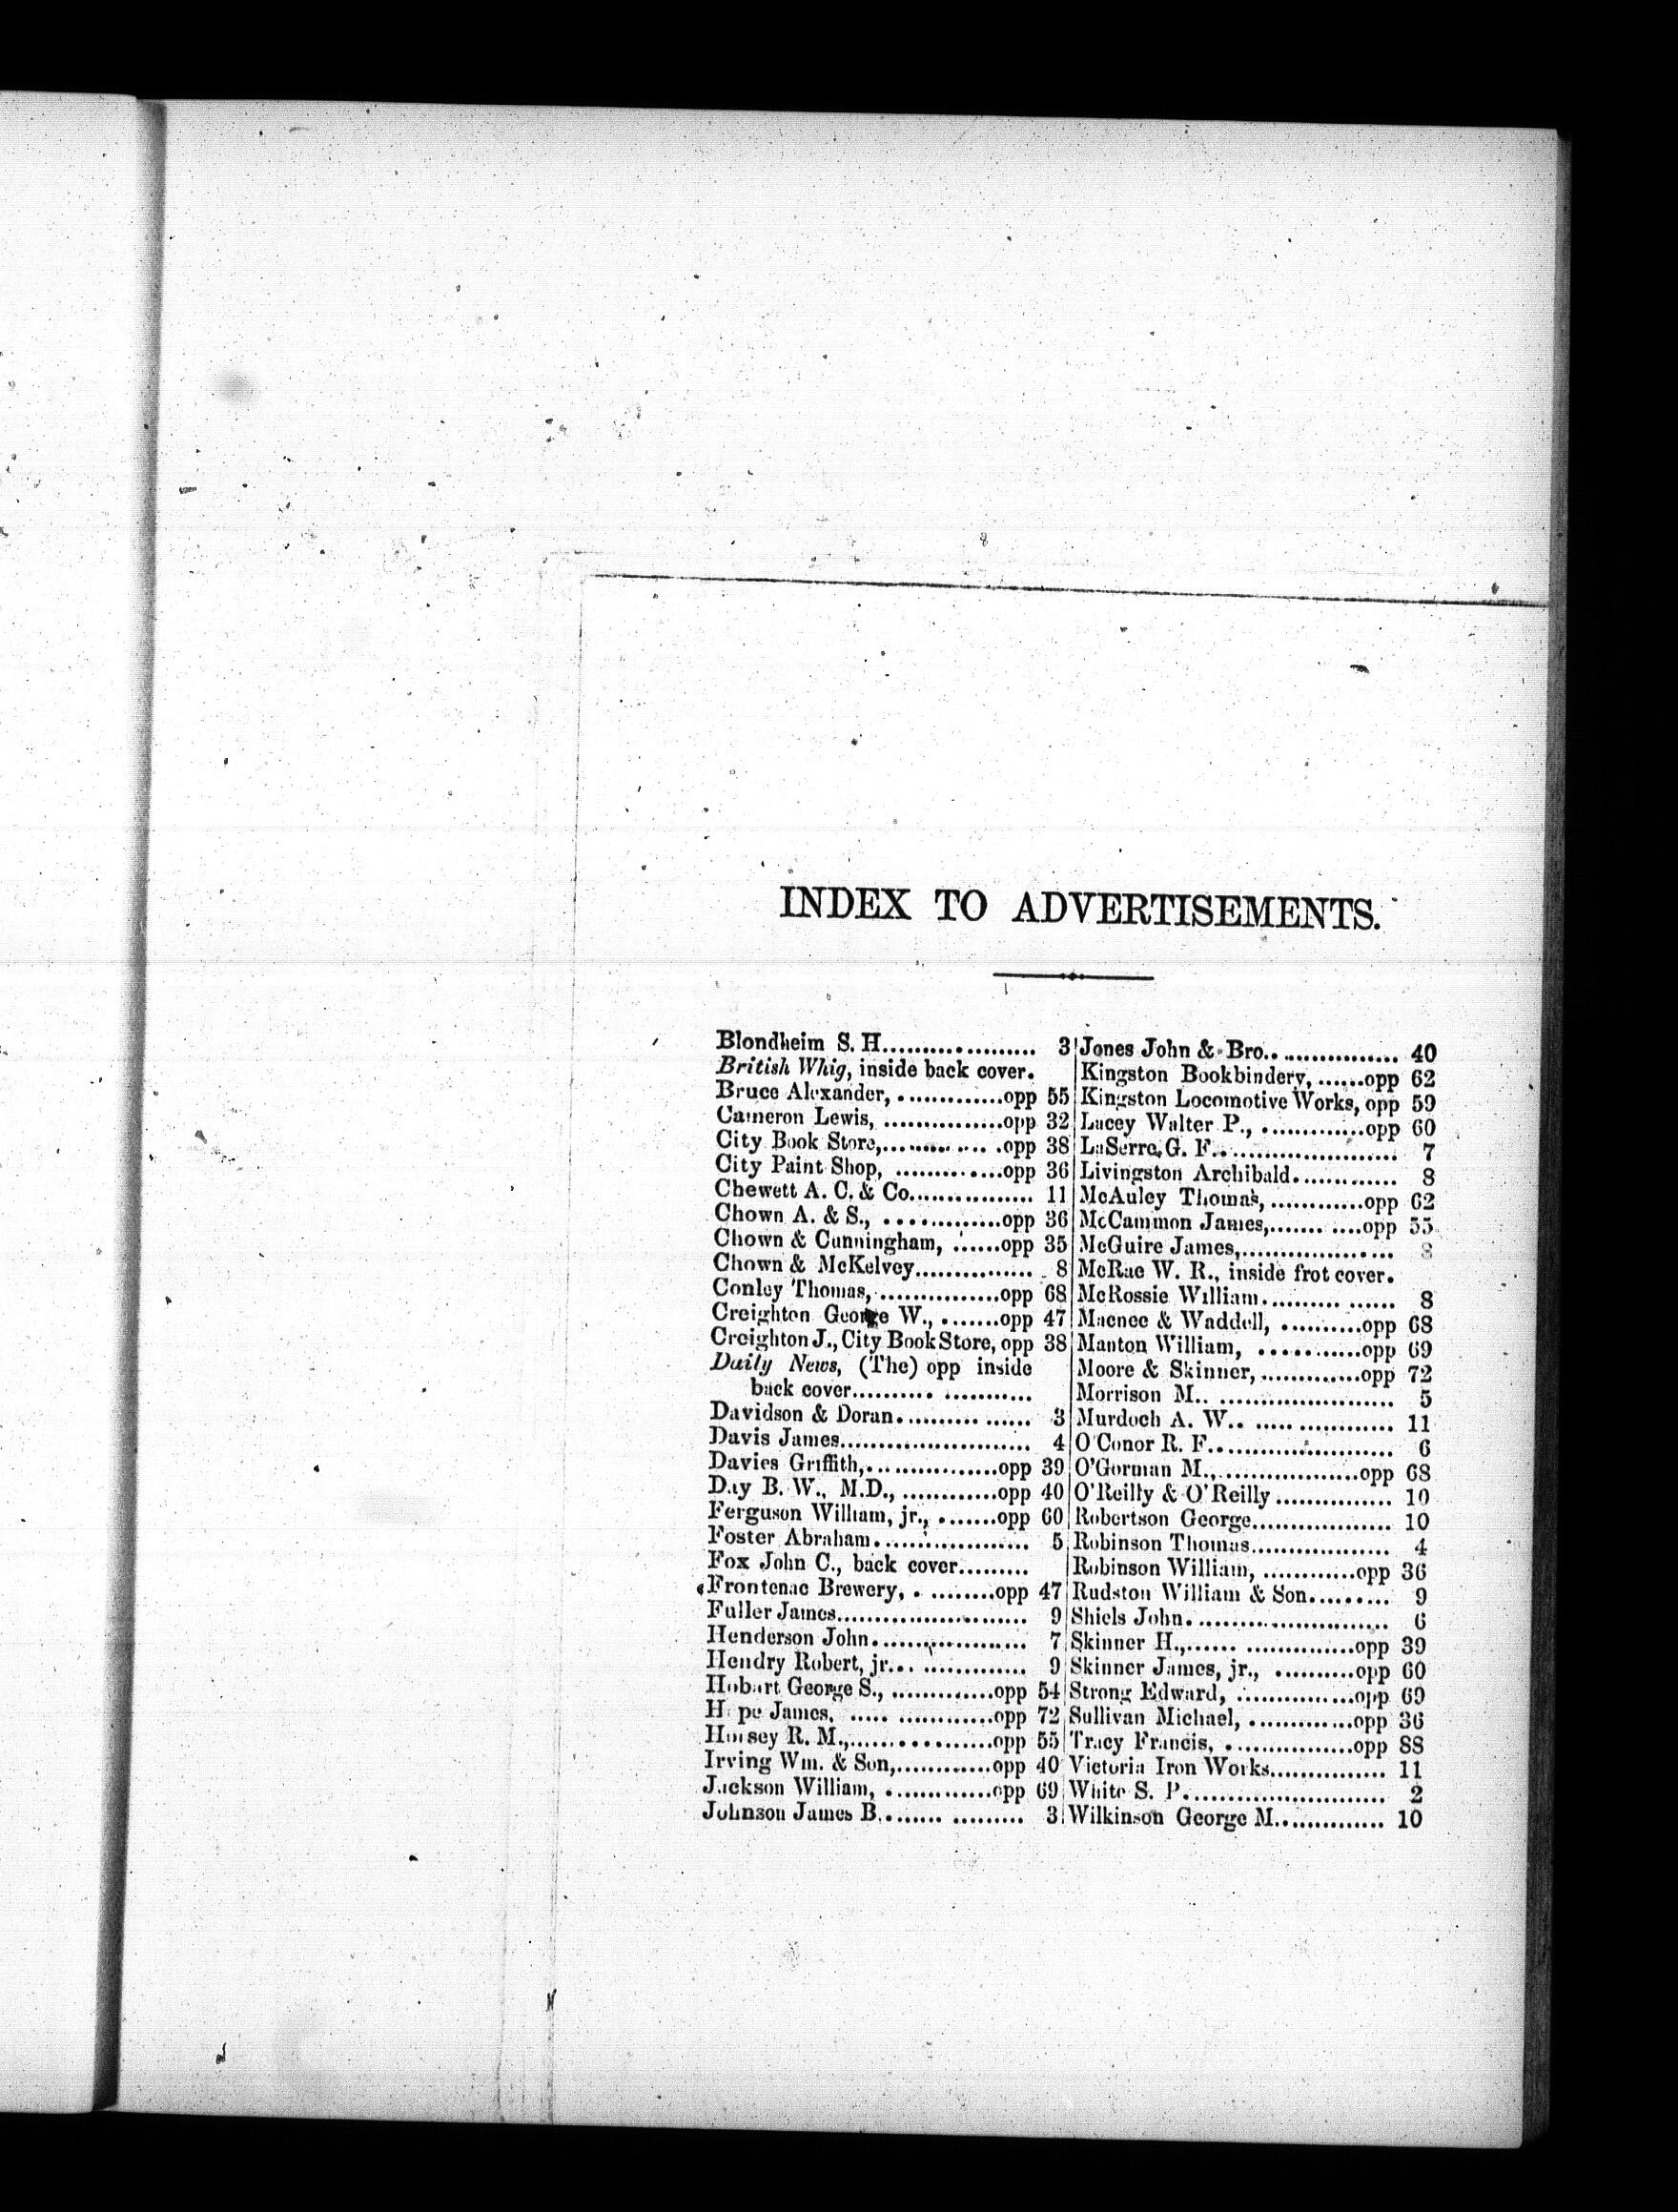 INDEX TO ADVERTISEMENTS.
Blondheim S. H................... 3
British Whig, inside back cover.
Bruce Alexander, .............opp 55
Cameron Lewis, ...............opp 32
City Book Store,..............opp 38
City Paint Shop, .............opp 36
Chewett A. C. & Co............... 11
Chown A. & S., ...............opp 36
Chown & Cunningham, ......opp 35
Chown & McKelvey............... 8
Conley Thomas, ...............opp 68
Creighton George W., .......opp 47
Creighton J., City Book Store, opp 38
Daily News, (The) opp inside
back cover.......... ...........
Davidson & Doran.......... ...... 3
Davis James........................ 4
Davies Griffith,................opp 39
Day B. W., M.D., ............opp 40
Ferguson William, jr., .......opp 60
Foster Abraham................... 5
Fox John C., back cover.........
Frontenac Brewery, . ........opp 47
Fuller James........................ 9
Henderson John................... 7
Hendry Robert, jr... ............. 9
Hobart George S., .............opp 54
Hope James, ..... ............opp 72
Horsey R. M.,..................opp 55
Irving Wm. & Son,............opp 40
Jackson William, .............opp 69
Johnson James B........ ......... 3
Jones John & Bro.. ............... 40
Kingston Bookbindery, ......opp 62
Kingston Locomotive Works, opp 59
Lacey Walter P., .............opp 60
LaSerre G. F....................... 7
Livingston Archibald............. 8
McAuley Thomas, ............opp 62
McCammon James,....... ....opp 55
McGuire James,................... 8
McRae W. R., inside frot cover.
McRossie William.......... ...... 8
Macnee & Waddell, ..........opp 68
Manton William, .............opp 69
Moore & Skinner, .............opp 72
Morrison M.. ...................... 5
Murdoch A. W.. ..... ............ 11
O'Conor R. F....................... 6
O'Gorman M.,..................opp 68
O'Reilly & O'Reilly ............... 10
Robertson George.................. 10
Robinson Thomas.................. 4
Robinson William, ............opp 36
Rudston William & Son.......... 9
Shiels John.......................... 6
Skinner H.,...... ..............opp 39
Skinner James, jr., ..........opp 60
Strong Edward, ...............opp 69
Sullivan Michael, .............opp 36
Tracy Francis, .................opp 88
Victoria Iron Works............... 11
White S. P.......................... 2
Wilkinson George M.............. 10